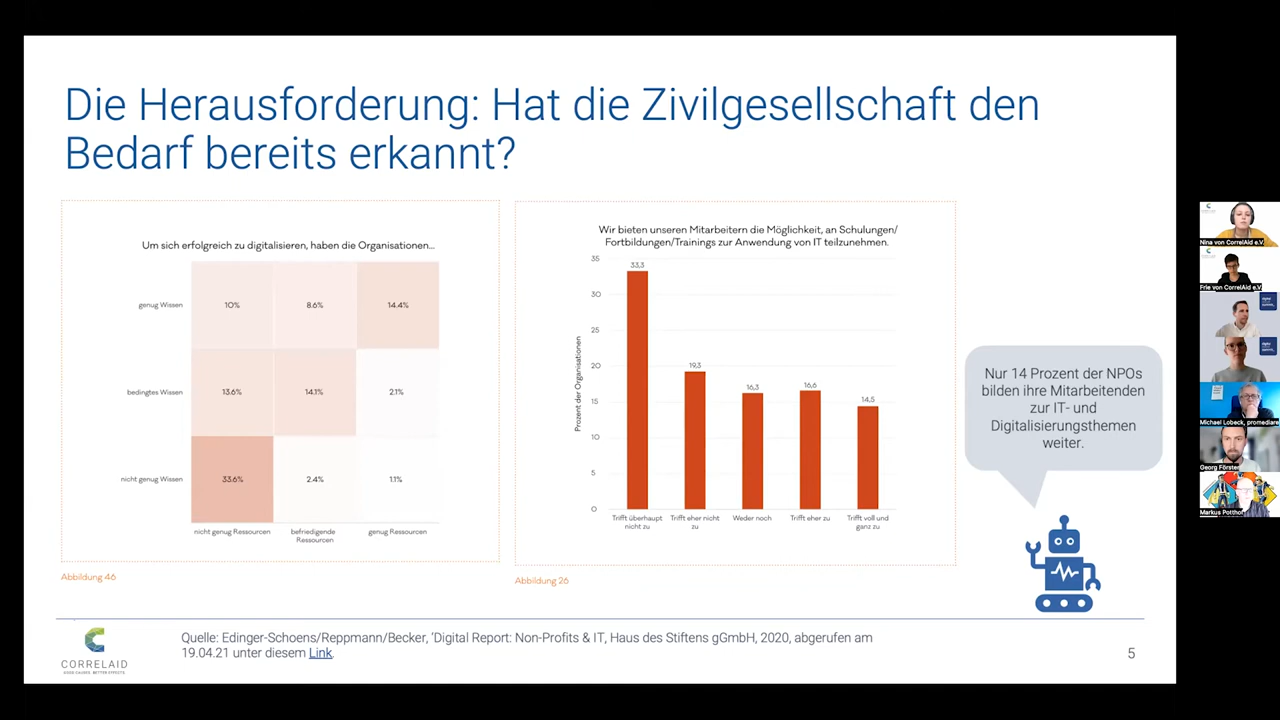 Die Herausforderung: Hat die Zivilgesellschaft den
Bedarf bereits erkannt?
Um sich erfolgreich zu digitalisieren, haben die Organisationen...
genug Wissen
10%
8.6%
14.4%
bedingtes Wissen
13.6%
14.1%
2.1%
nicht genug Wissen
33.6%
2.4%
1.1%
nicht genug Ressourcen
befriedigende
Ressourcen
genug Ressourcen
Abbildung 46
Wir bieten unseren Mitarbeitern die Möglichkeit, an Schulungen/
Fortbildungen/Trainings zur Anwendung von IT teilzunehmen.
Prozent der Organisationen
35
30
25
20
15
10
5
0
33,3
19,3
16,3
16,6
14,5
Trifft überhaupt
nicht zu
Trifft eher nicht
zu
Weder noch
Trifft eher zu
Trifft voll und
ganz zu
Abbildung 26
Nur 14 Prozent der NPOs
bilden ihre Mitarbeitenden
zur IT- und
Digitalisierungsthemen
weiter.
CORRELAID
GOOD CAUSES. BETTER EFFECTS.
Quelle: Edinger-Schoens/Reppmann/Becker, ‘Digital Report: Non-Profits & IT, Haus des Stiftens gGmbH, 2020, abgerufen am
19.04.21 unter diesem Link.
5
Nina von CorrelAid e.V.
Frie von CorrelAid e.V.
Michael Lobeck, promediare
Georg Förster
Markus Potthoff